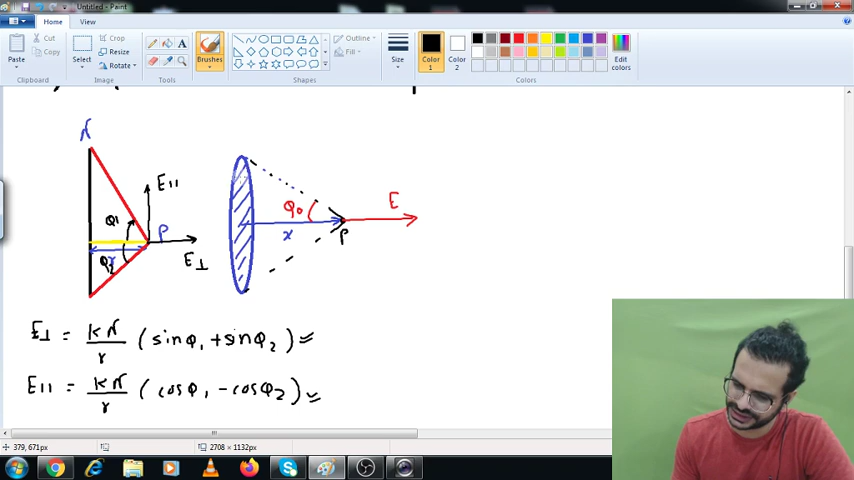 Untitled - Paint
Home
View
Paste
Cut
Copy
Clipboard
Select
Crop
Resize
Rotate
Image
Tools
Brushes
Outline
Fill
Shapes
Size
Color 1
Color 2
Edit colors
Colors
E||
φ1
P
φ2
r
E⊥
φ0
x
P
E
E⊥ = kλ/r (sinφ1 + sinφ2)
E|| = kλ/r (cosφ1 - cosφ2)
379, 671px
2708 × 1132px